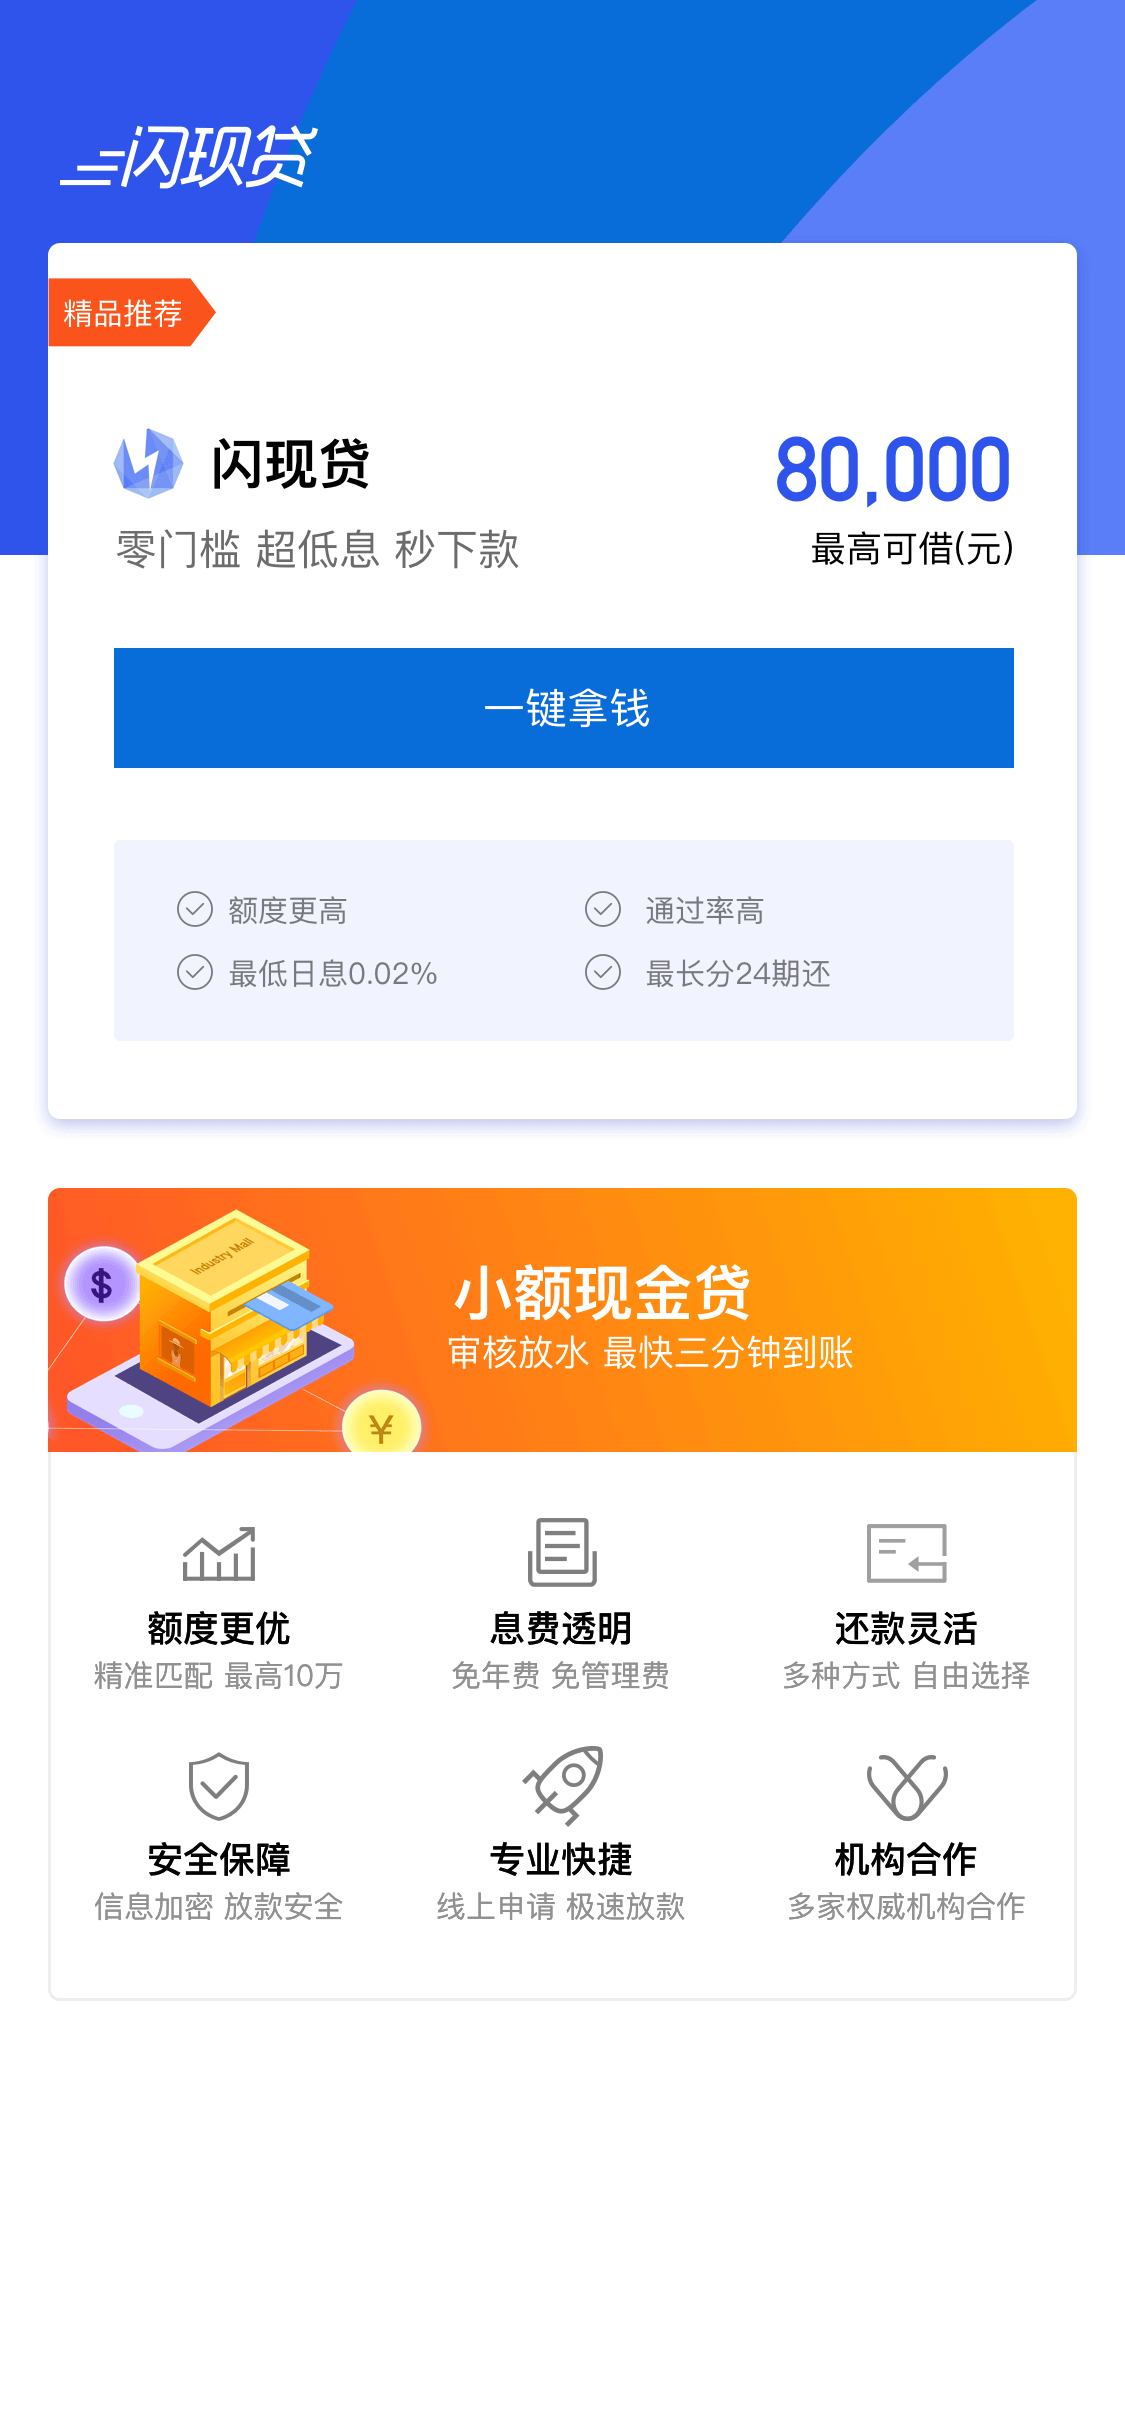 闪现贷
精品推荐
闪现贷
80,000
零门槛 超低息 秒下款
最高可借(元)
一键拿钱
额度更高
通过率高
最低日息0.02%
最长分24期还
Industry Mall
$
小额现金贷
审核放水 最快三分钟到账
¥
额度更优
息费透明
还款灵活
精准匹配 最高10万
免年费 免管理费
多种方式 自由选择
安全保障
专业快捷
机构合作
信息加密 放款安全
线上申请 极速放款
多家权威机构合作